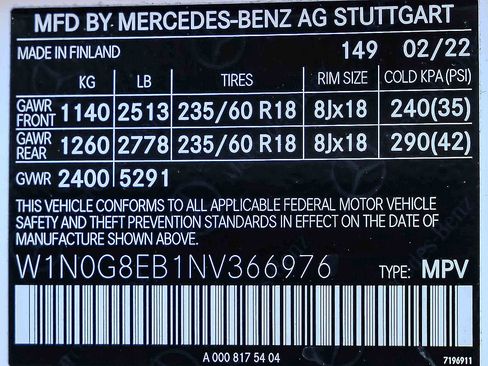 MFD BY MERCEDES-BENZ AG STUTTGART
MADE IN FINLAND 149 02/22
KG LB TIRES RIM SIZE COLD KPA (PSI)
GAWR FRONT 1140 2513 235/60 R18 8Jx18 240(35)
GAWR REAR 1260 2778 235/60 R18 8Jx18 290(42)
GVWR 2400 5291
THIS VEHICLE CONFORMS TO ALL APPLICABLE FEDERAL MOTOR VEHICLE
SAFETY AND THEFT PREVENTION STANDARDS IN EFFECT ON THE DATE
OF MANUFACTURE SHOWN ABOVE.
W1N0G8EB1NV366976 TYPE: MPV
A 000 817 54 04 7196911